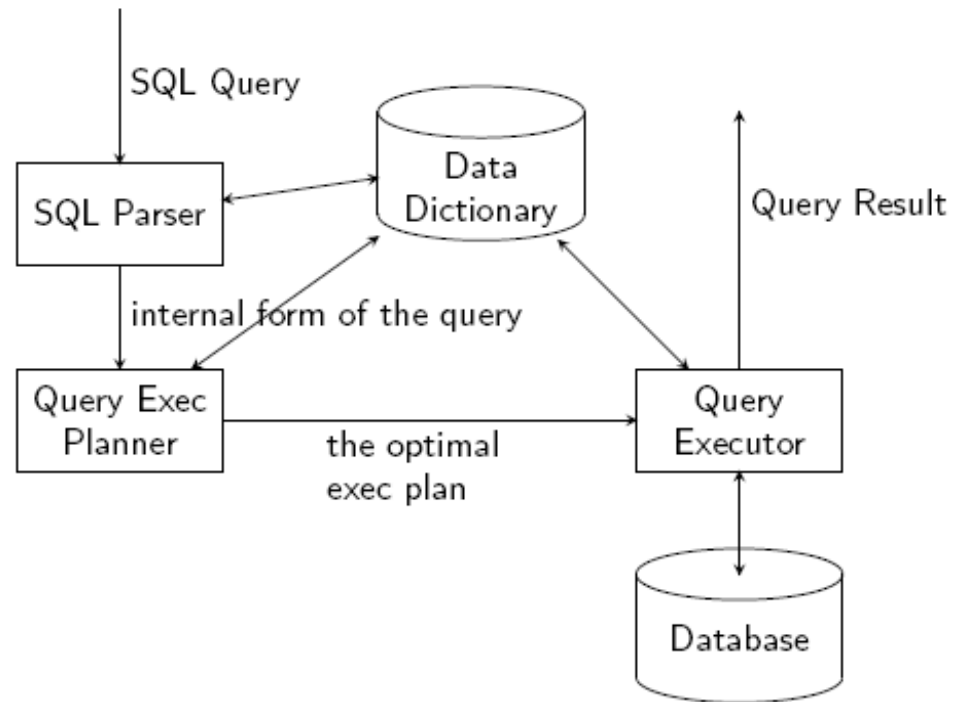 SQL Query
Data
Dictionary
SQL Parser
Query Result
internal form of the query
Query Exec
Planner
the optimal
exec plan
Query
Executor
Database